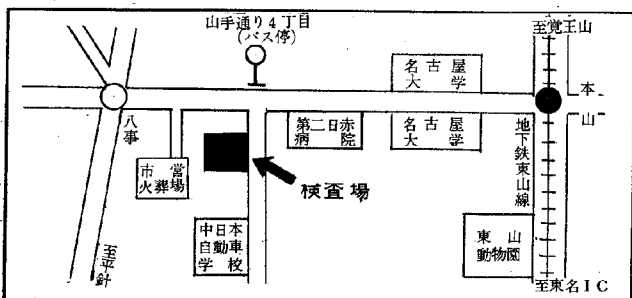 山手通り4丁目
(バス停)
至覚王山
名古屋
大学
本山
八事
第二日赤
病院
名古屋
大学
地下鉄東山線
市営
火葬場
検査場
中日本
自動車
学校
東山
動物園
至平針
至東名IC